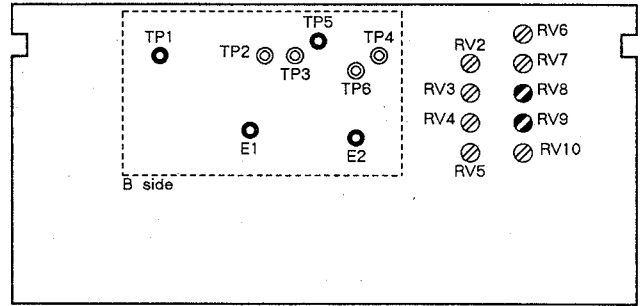 TP1
TP2
TP3
TP5
TP4
TP6
E1
E2
B side
RV2
RV3
RV4
RV5
RV6
RV7
RV8
RV9
RV10